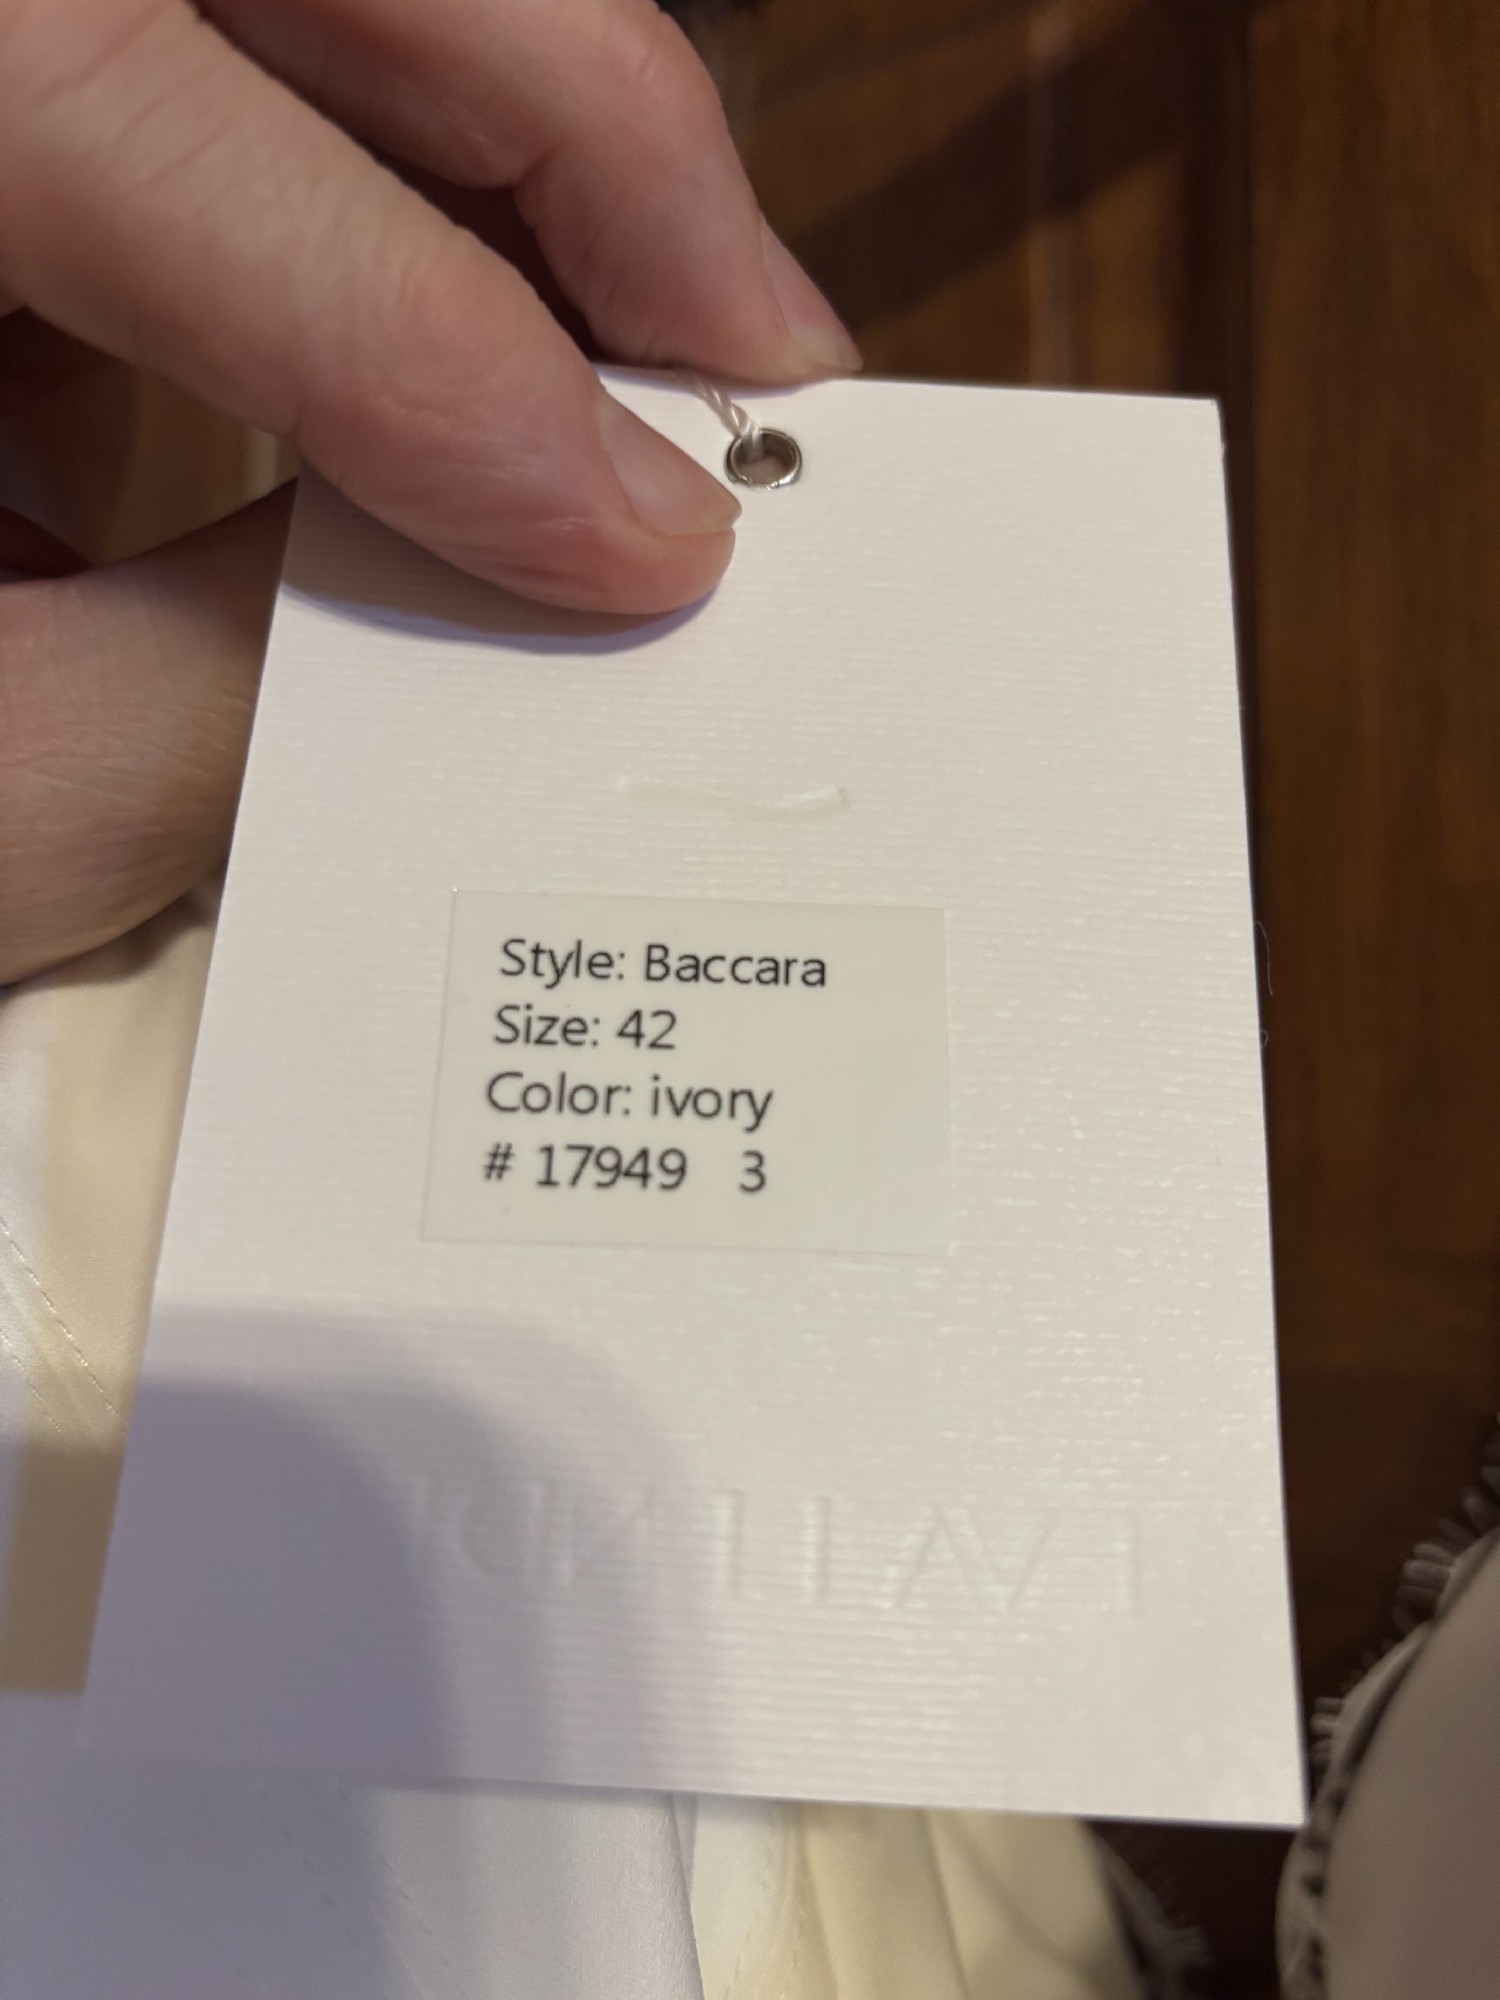 Style: Baccara
Size: 42
Color: ivory
# 17949 3